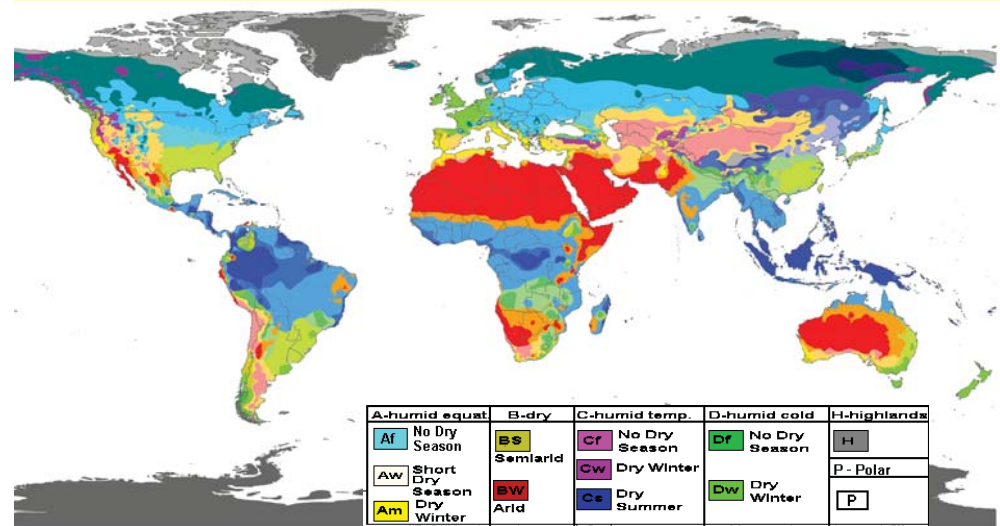 A-humid equat.
Af No Dry
Season
Aw Short
Dry
Season
Am Dry
Winter
B-dry
BS
Semiarid
BW
Arid
C-humid temp.
Cf No Dry
Season
Cw Dry Winter
Cs Dry
Summer
D-humid cold
Df No Dry
Season
Dw Dry
Winter
H-highlands
H
P - Polar
P